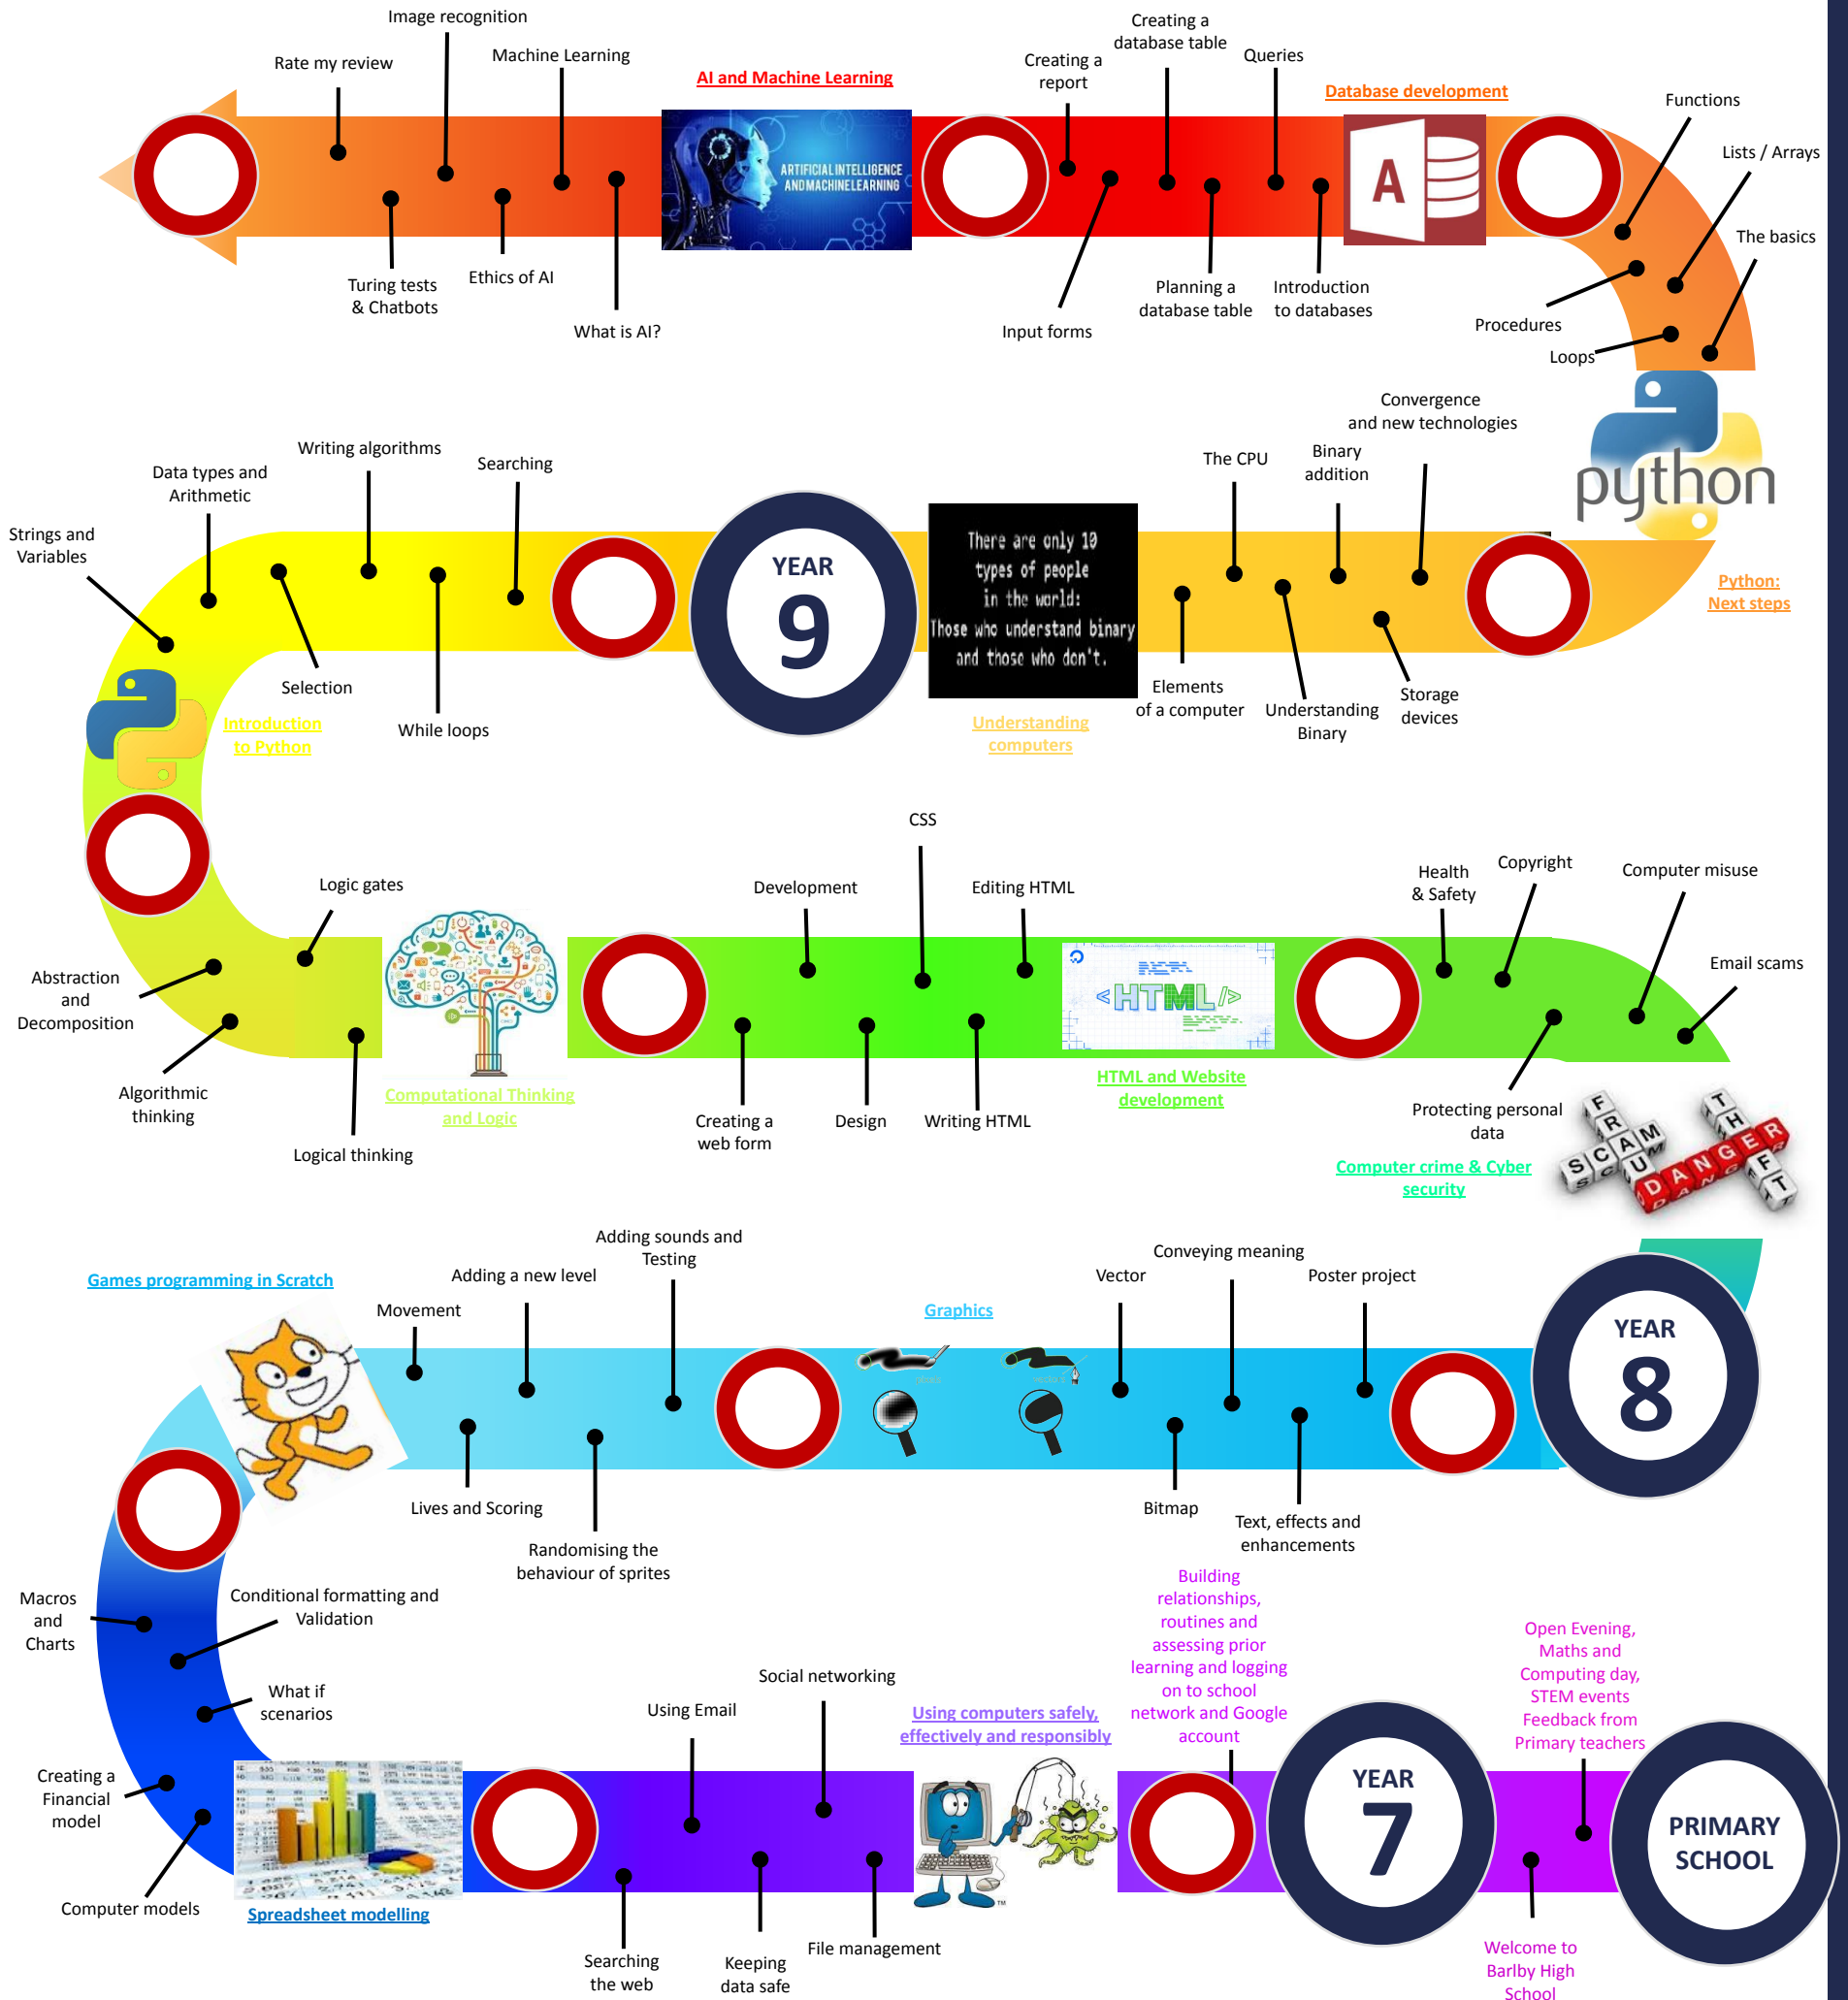 Image recognition
Rate my review
Machine Learning
AI and Machine Learning
Creating a
report
Creating a
database table
Queries
Database development
Functions
Lists / Arrays
The basics
ARTIFICIAL INTELLIGENCE
AND MACHINE LEARNING
A
Turing tests
& Chatbots
Ethics of AI
What is AI?
Input forms
Planning a
database table
Introduction
to databases
Procedures
Loops
python
Python:
Next steps
Strings and
Variables
Data types and
Arithmetic
Writing algorithms
Searching
The CPU
Binary
addition
Convergence
and new technologies
YEAR
9
There are only 10
types of people
in the world:
Those who understand binary
and those who don't.
Selection
While loops
Introduction
to Python
Understanding
computers
Elements
of a computer
Understanding
Binary
Storage
devices
Logic gates
Development
CSS
Editing HTML
Health
& Safety
Copyright
Computer misuse
Email scams
<HTML/>
Abstraction
and
Decomposition
Algorithmic
thinking
Logical thinking
Computational Thinking
and Logic
Creating a
web form
Design
Writing HTML
HTML and Website
development
Protecting personal
data
Computer crime & Cyber
security
FRAUD
SCAM
THEFT
DANGER
Games programming in Scratch
Movement
Adding a new level
Adding sounds and
Testing
Graphics
Vector
Conveying meaning
Poster project
YEAR
8
Lives and Scoring
Randomising the
behaviour of sprites
Bitmap
Text, effects and
enhancements
Macros
and
Charts
Conditional formatting and
Validation
What if
scenarios
Creating a
Financial
model
Computer models
Spreadsheet modelling
Using Email
Social networking
Using computers safely,
effectively and responsibly
Searching
the web
Keeping
data safe
File management
TM
Building
relationships,
routines and
assessing prior
learning and logging
on to school
network and Google
account
YEAR
7
Open Evening,
Maths and
Computing day,
STEM events
Feedback from
Primary teachers
Welcome to
Barlby High
School
PRIMARY
SCHOOL